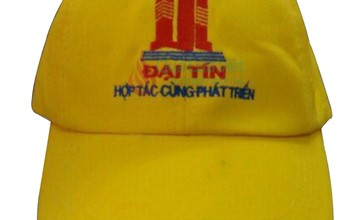 ĐẠI TÍN
HỢP TÁC CÙNG PHÁT TRIỂN